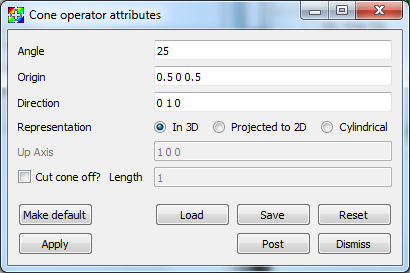 Cone operator attributes
Angle 25
Origin 0.5 0 0.5
Direction 0 1 0
Representation In 3D Projected to 2D Cylindrical
Up Axis 1 0 0
Cut cone off? Length 1
Make default Load Save Reset
Apply Post Dismiss